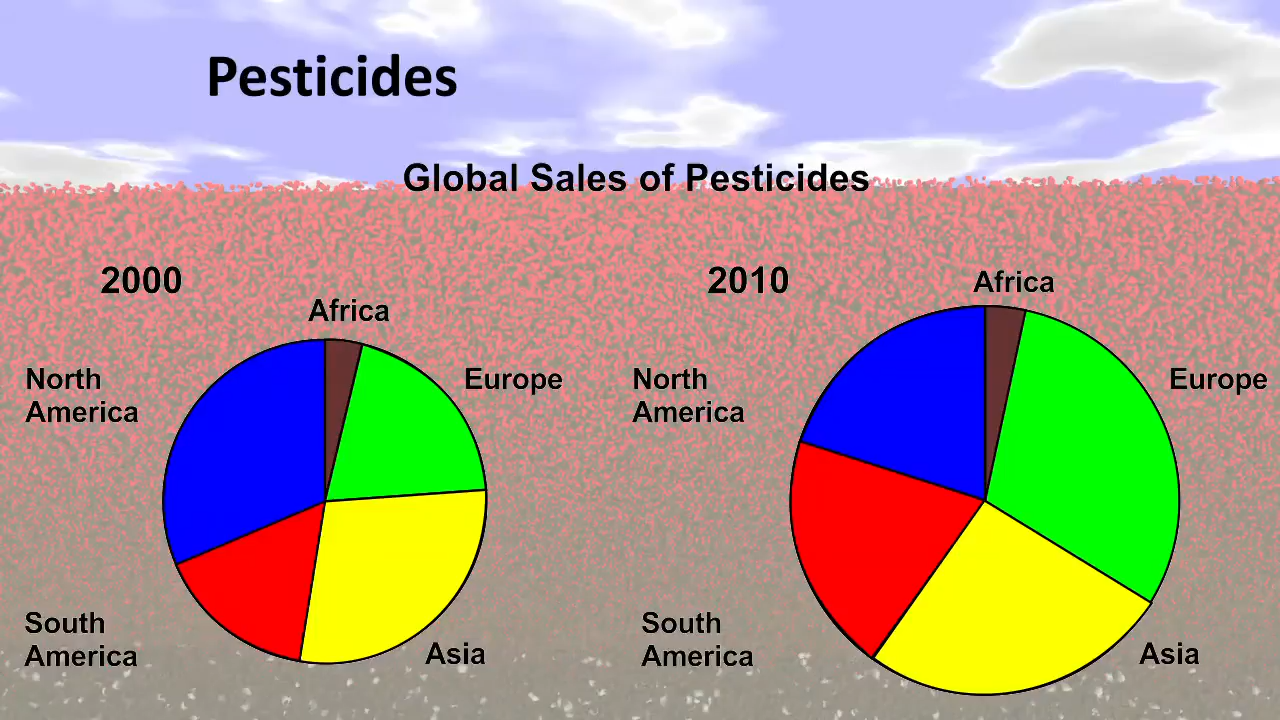 Pesticides
Global Sales of Pesticides
2000
Africa
North
America
Europe
South
America
Asia
2010
Africa
North
America
Europe
South
America
Asia